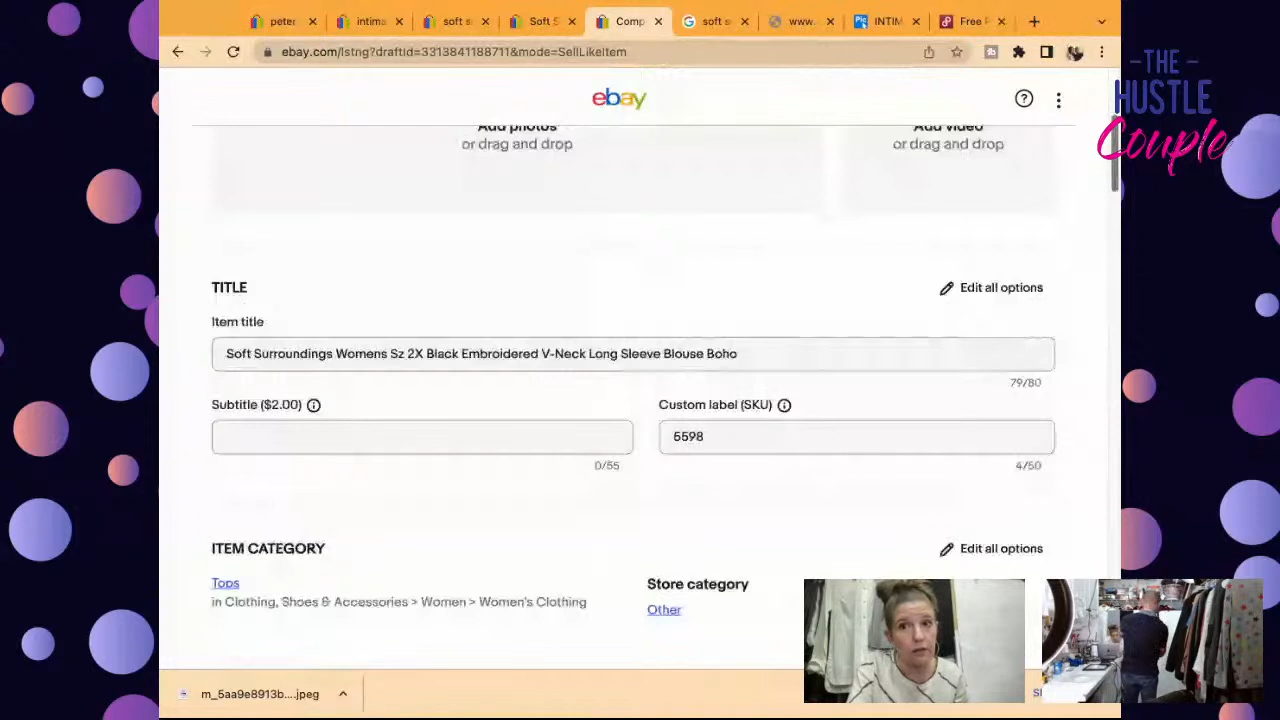 peter
intima
soft s
Soft S
Comp
soft s
www.
INTIM
Free P
ebay.com/lstng?draftId=3313841188711&mode=SellLikeItem
-THE-
HUSTLE
Couple
ebay
Add photos
or drag and drop
Add video
or drag and drop
TITLE
Edit all options
Item title
Soft Surroundings Womens Sz 2X Black Embroidered V-Neck Long Sleeve Blouse Boho
79/80
Subtitle ($2.00)
Custom label (SKU)
5598
0/55
4/50
ITEM CATEGORY
Edit all options
Tops
in Clothing, Shoes & Accessories > Women > Women's Clothing
Store category
Other
m_5aa9e8913b....jpeg